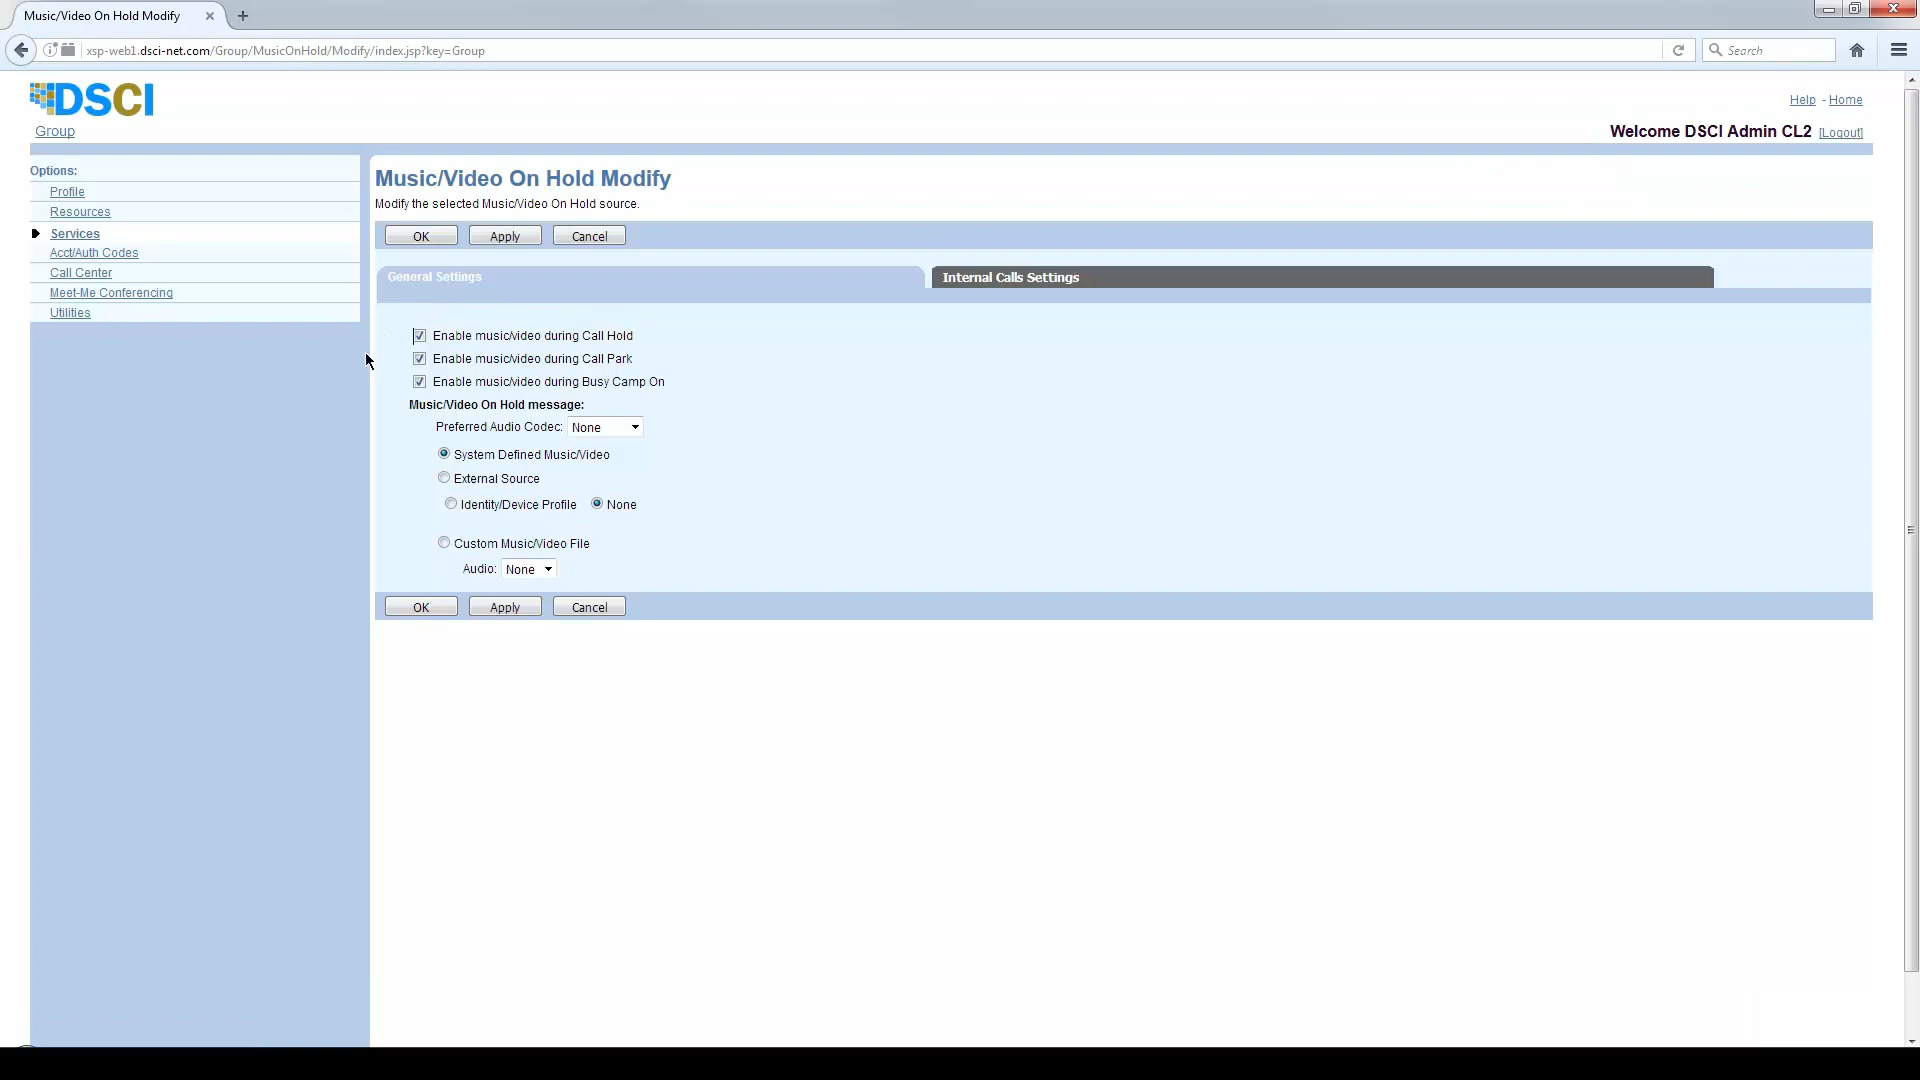 Music/Video On Hold Modify
xsp-web1.dsci-net.com/Group/MusicOnHold/Modify/index.jsp?key=Group
Search
DSCI
Help - Home
Group
Welcome DSCI Admin CL2 [Logout]
Options:
Profile
Resources
Services
Acct/Auth Codes
Call Center
Meet-Me Conferencing
Utilities
Music/Video On Hold Modify
Modify the selected Music/Video On Hold source.
OK Apply Cancel
General Settings Internal Calls Settings
Enable music/video during Call Hold
Enable music/video during Call Park
Enable music/video during Busy Camp On
Music/Video On Hold message:
Preferred Audio Codec: None
System Defined Music/Video
External Source
Identity/Device Profile None
Custom Music/Video File
Audio: None
OK Apply Cancel